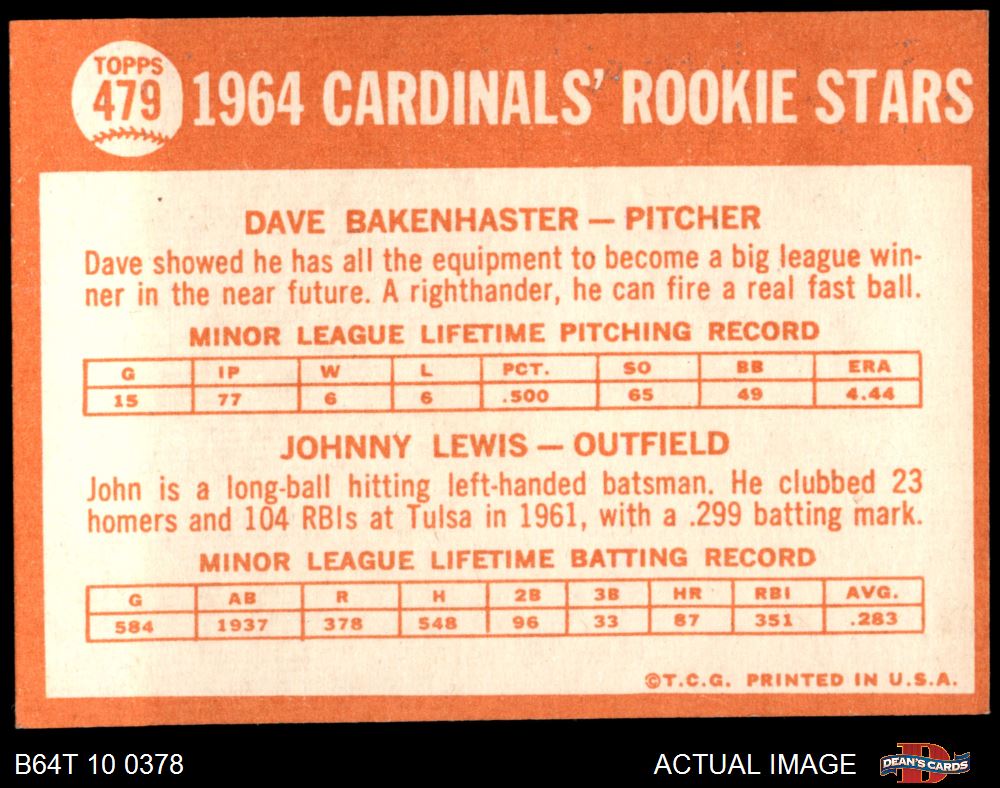 TOPPS
479
1964 CARDINALS' ROOKIE STARS
DAVE BAKENHASTER — PITCHER
Dave showed he has all the equipment to become a big league win-
ner in the near future. A righthander, he can fire a real fast ball.
MINOR LEAGUE LIFETIME PITCHING RECORD
G IP W L PCT. SO BB ERA
15 77 6 6 .500 65 49 4.44
JOHNNY LEWIS — OUTFIELD
John is a long-ball hitting left-handed batsman. He clubbed 23
homers and 104 RBIs at Tulsa in 1961, with a .299 batting mark.
MINOR LEAGUE LIFETIME BATTING RECORD
G AB R H 2B 3B HR RBI AVG.
584 1937 378 548 96 33 87 351 .283
©T.C.G. PRINTED IN U.S.A.
B64T 10 0378 ACTUAL IMAGE
D
DEAN'S CARDS